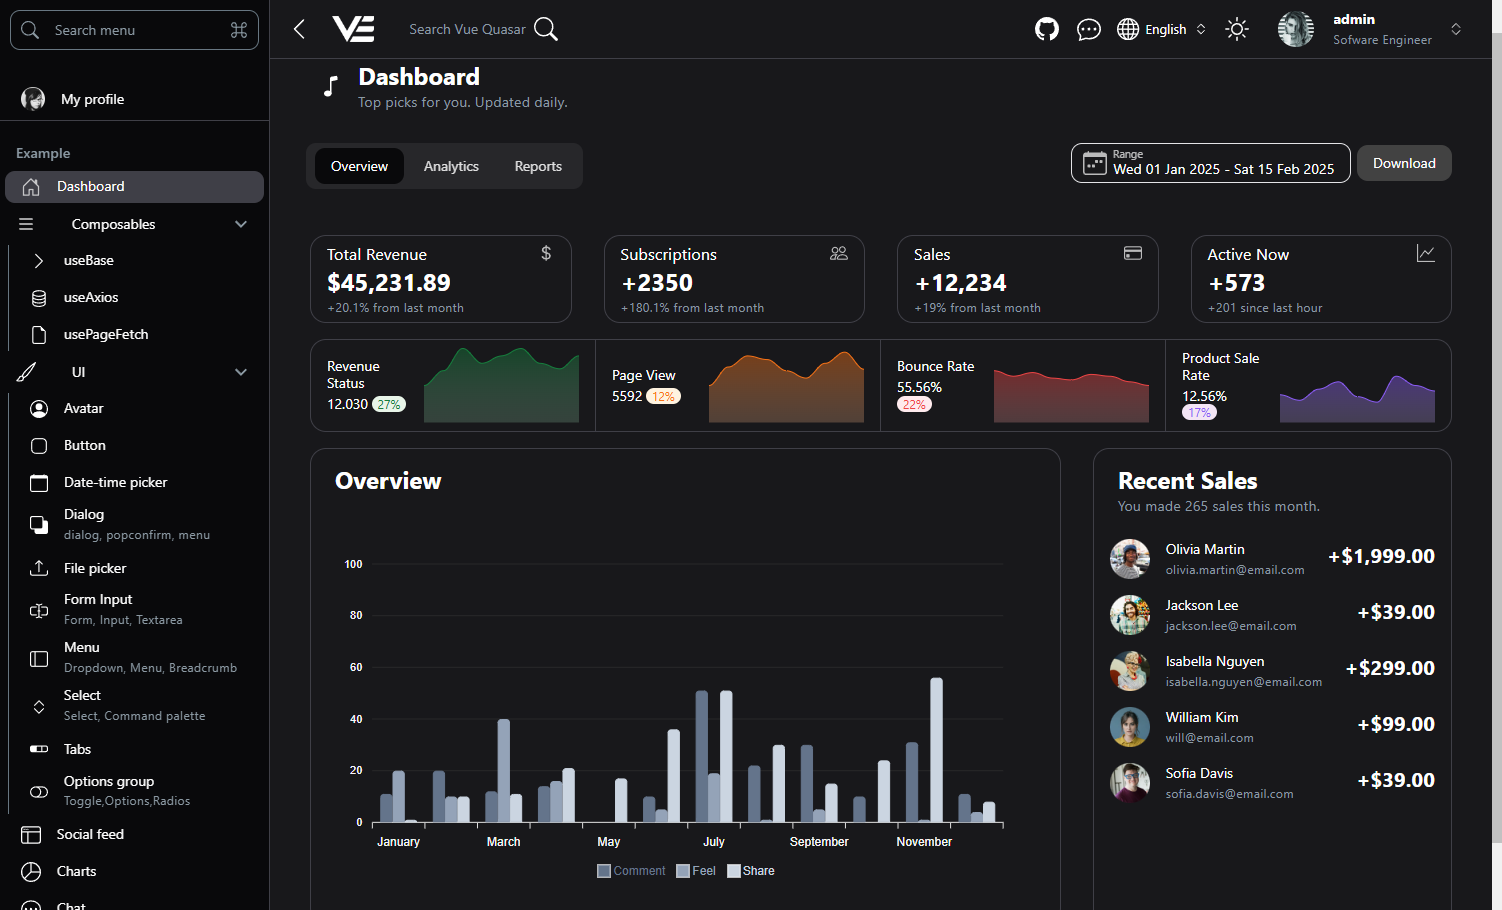 Search menu
My profile
Example
Dashboard
Composables
useBase
useAxios
usePageFetch
UI
Avatar
Button
Date-time picker
Dialog
dialog, popconfirm, menu
File picker
Form Input
Form, Input, Textarea
Menu
Dropdown, Menu, Breadcrumb
Select
Select, Command palette
Tabs
Options group
Toggle,Options,Radios
Social feed
Charts
Chat
VE
Search Vue Quasar
English
admin
Sofware Engineer
Dashboard
Top picks for you. Updated daily.
Overview
Analytics
Reports
Range
Wed 01 Jan 2025 - Sat 15 Feb 2025
Download
Total Revenue
$
$45,231.89
+20.1% from last month
Subscriptions
+2350
+180.1% from last month
Sales
+12,234
+19% from last month
Active Now
+573
+201 since last hour
Revenue
Status
12.030 27%
Page View
5592 12%
Bounce Rate
55.56%
22%
Product Sale
Rate
12.56%
17%
Overview
100
80
60
40
20
0
January March May July September November
Comment Feel Share
Recent Sales
You made 265 sales this month.
Olivia Martin
olivia.martin@email.com
+$1,999.00
Jackson Lee
jackson.lee@email.com
+$39.00
Isabella Nguyen
isabella.nguyen@email.com
+$299.00
William Kim
will@email.com
+$99.00
Sofia Davis
sofia.davis@email.com
+$39.00